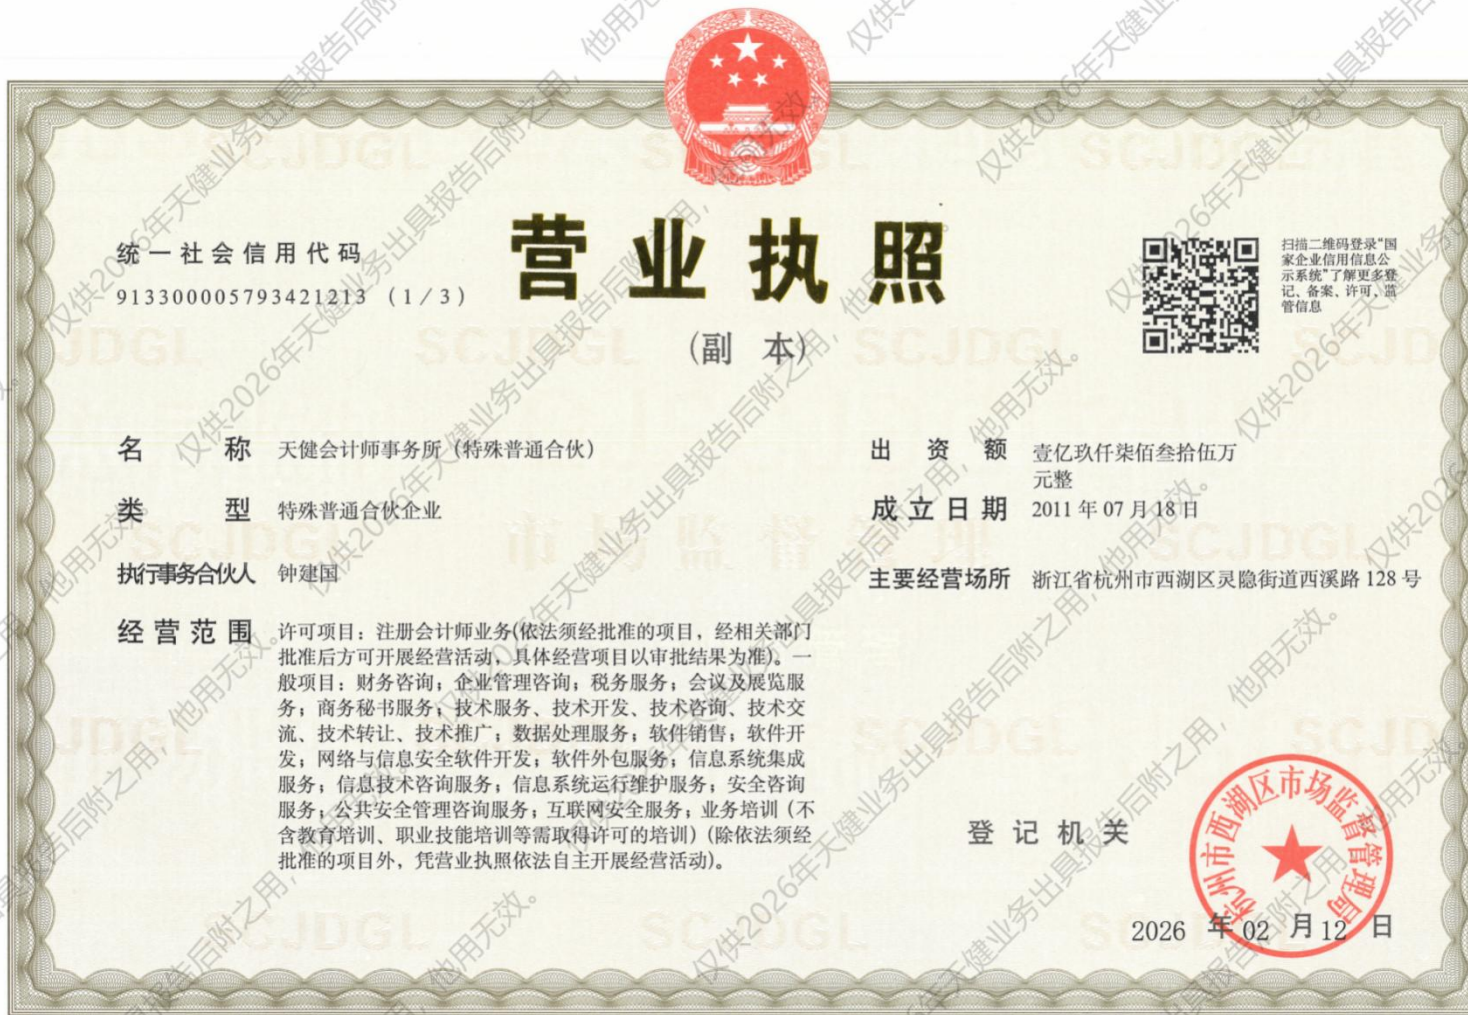 营业执照
(副 本)
统一社会信用代码
913300005793421213 (1/3)
扫描二维码登录“国
家企业信用信息公
示系统”了解更多登
记、备案、许可、监
管信息
名 称 天健会计师事务所（特殊普通合伙）
类 型 特殊普通合伙企业
执行事务合伙人 钟建国
经营范围 许可项目：注册会计师业务(依法须经批准的项目，经相关部门
批准后方可开展经营活动，具体经营项目以审批结果为准)。一
般项目：财务咨询；企业管理咨询；税务服务；会议及展览服
务；商务秘书服务；技术服务、技术开发、技术咨询、技术交
流、技术转让、技术推广；数据处理服务；软件销售；软件开
发；网络与信息安全软件开发；软件外包服务；信息系统集成
服务；信息技术咨询服务；信息系统运行维护服务；安全咨询
服务；公共安全管理咨询服务；互联网安全服务；业务培训（不
含教育培训、职业技能培训等需取得许可的培训）(除依法须经
批准的项目外，凭营业执照依法自主开展经营活动)。
出 资 额 壹亿玖仟柒佰叁拾伍万
元整
成立日期 2011 年 07 月 18 日
主要经营场所 浙江省杭州市西湖区灵隐街道西溪路 128 号
登记机关
杭州市西湖区市场监督管理局
2026 年 02 月 12 日
仅供2026年天健业务出具报告后附之用，他用无效。
SCJDGL
市场监督管理